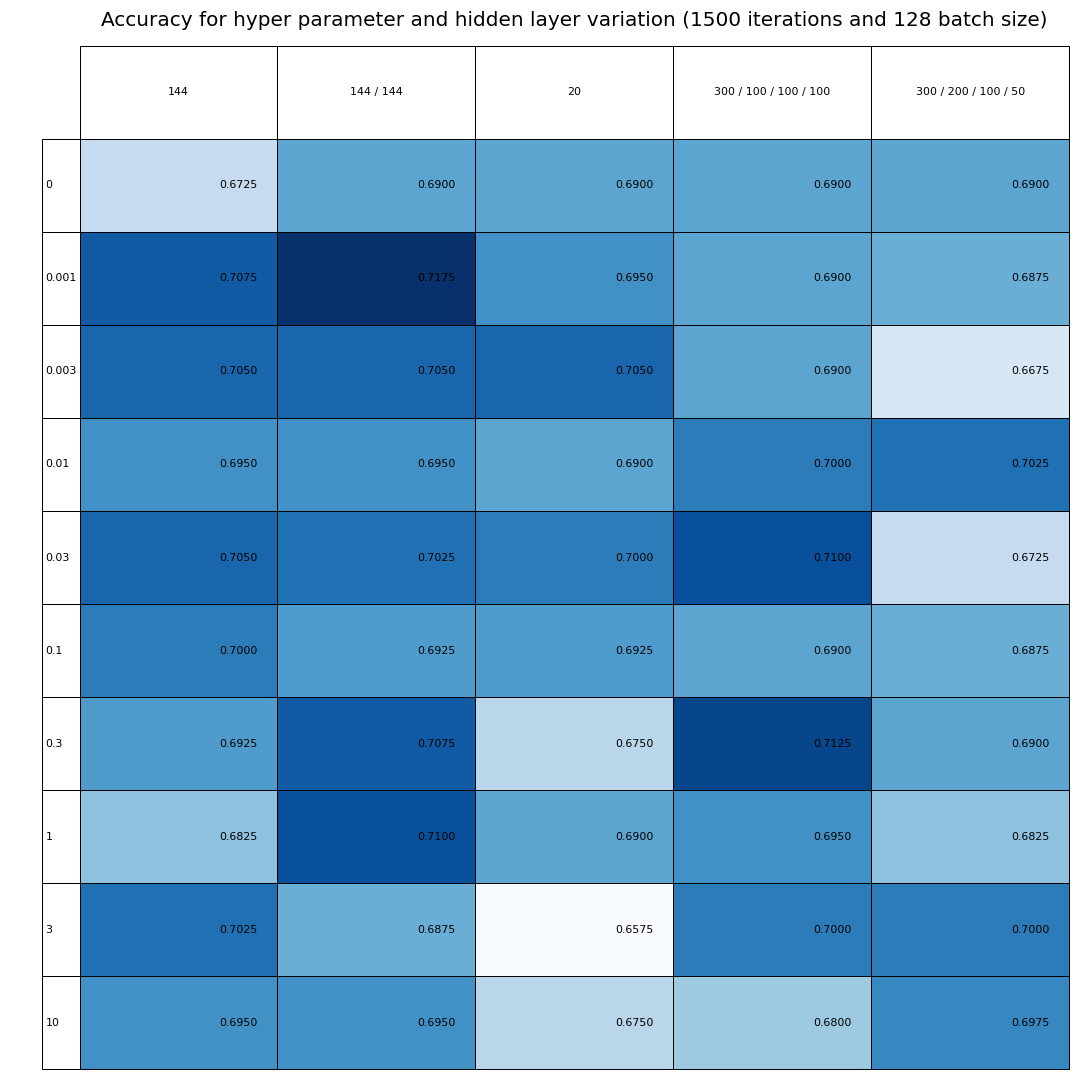 Accuracy for hyper parameter and hidden layer variation (1500 iterations and 128 batch size)
144 144 / 144 20 300 / 100 / 100 / 100 300 / 200 / 100 / 50
0 0.6725 0.6900 0.6900 0.6900 0.6900
0.001 0.7075 0.7175 0.6950 0.6900 0.6875
0.003 0.7050 0.7050 0.7050 0.6900 0.6675
0.01 0.6950 0.6950 0.6900 0.7000 0.7025
0.03 0.7050 0.7025 0.7000 0.7100 0.6725
0.1 0.7000 0.6925 0.6925 0.6900 0.6875
0.3 0.6925 0.7075 0.6750 0.7125 0.6900
1 0.6825 0.7100 0.6900 0.6950 0.6825
3 0.7025 0.6875 0.6575 0.7000 0.7000
10 0.6950 0.6950 0.6750 0.6800 0.6975